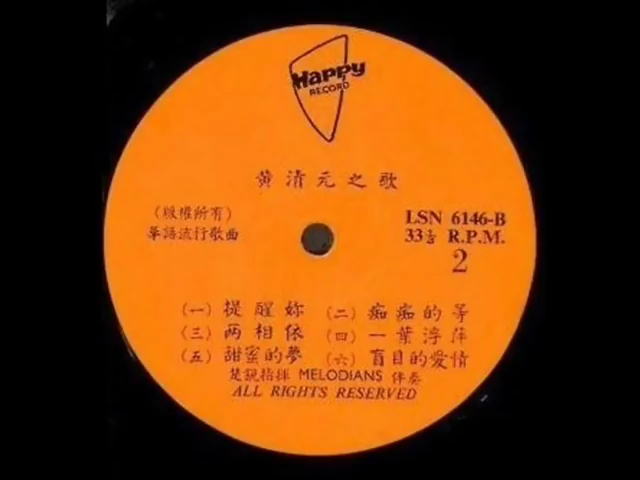 Happy
RECORD
黄清元之歌
(版權所有)
華語流行歌曲
LSN 6146-B
33⅓ R.P.M.
2
(一) 提醒妳 (二) 痴痴的等
(三) 两相依 (四) 一葉浮萍
(五) 甜蜜的夢 (六) 盲目的愛情
指揮 MELODIANS 伴奏
ALL RIGHTS RESERVED